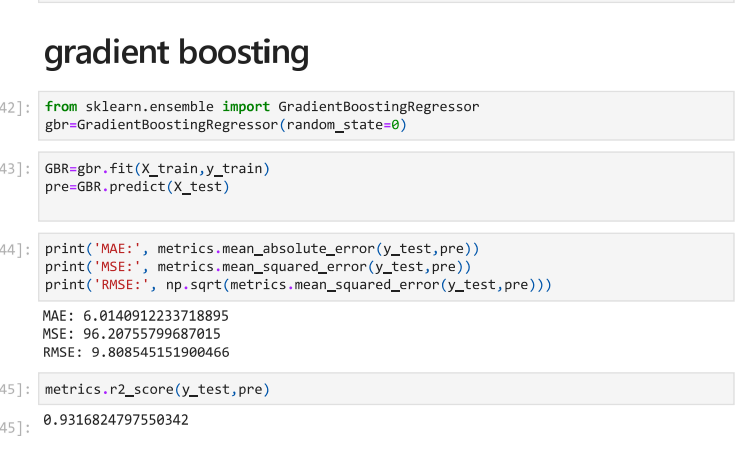 gradient boosting
42]:
from sklearn.ensemble import GradientBoostingRegressor
gbr=GradientBoostingRegressor(random_state=0)
43]:
GBR=gbr.fit(X_train,y_train)
pre=GBR.predict(X_test)
44]:
print('MAE:', metrics.mean_absolute_error(y_test,pre))
print('MSE:', metrics.mean_squared_error(y_test,pre))
print('RMSE:', np.sqrt(metrics.mean_squared_error(y_test,pre)))
MAE: 6.0140912233718895
MSE: 96.20755799687015
RMSE: 9.808545151900466
45]:
metrics.r2_score(y_test,pre)
45]:
0.9316824797550342